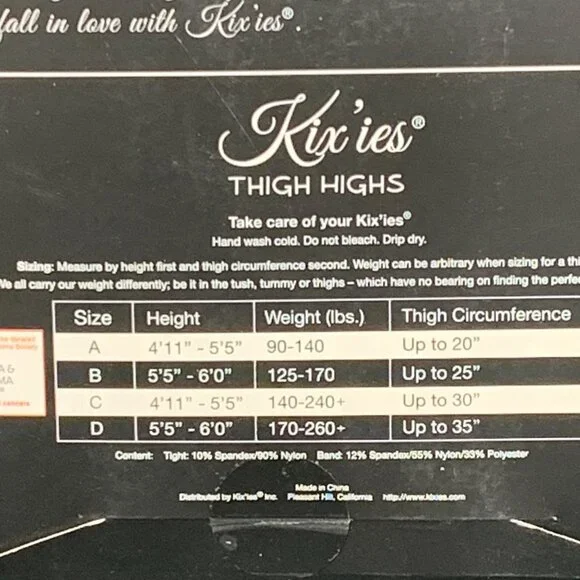 fall in love with Kix'ies®.
Kix'ies®
THIGH HIGHS
Take care of your Kix'ies®
Hand wash cold. Do not bleach. Drip dry.
Sizing: Measure by height first and thigh circumference second. Weight can be arbitrary when sizing for a thi
We all carry our weight differently; be it in the tush, tummy or thighs – which have no bearing on finding the perfe
Size Height Weight (lbs.) Thigh Circumference
A 4'11" - 5'5" 90-140 Up to 20"
B 5'5" - 6'0" 125-170 Up to 25"
C 4'11" - 5'5" 140-240+ Up to 30"
D 5'5" - 6'0" 170-260+ Up to 35"
A &
MA
Content: Tight: 10% Spandex/90% Nylon Band: 12% Spandex/55% Nylon/33% Polyester
Made in China
Distributed by Kix'ies® Inc. Pleasant Hill, California http://www.kixies.com